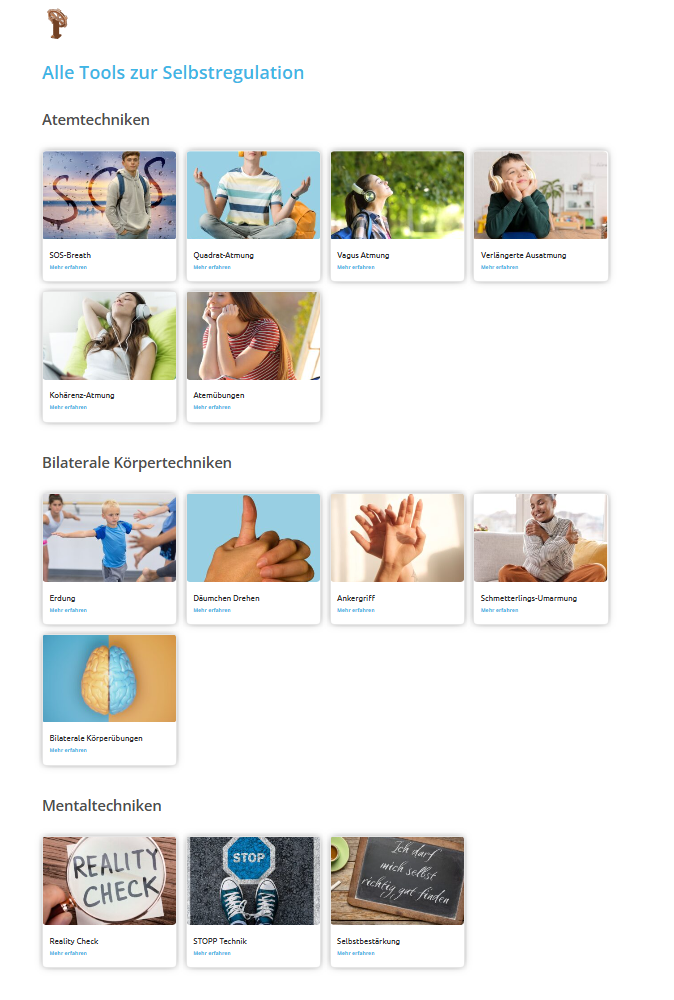 Alle Tools zur Selbstregulation
Atemtechniken
SOS
SOS-Breath
Mehr erfahren
Quadrat-Atmung
Mehr erfahren
Vagus Atmung
Mehr erfahren
Verlängerte Ausatmung
Mehr erfahren
Kohärenz-Atmung
Mehr erfahren
Atemübungen
Mehr erfahren
Bilaterale Körpertechniken
Erdung
Mehr erfahren
Däumchen Drehen
Mehr erfahren
Ankergriff
Mehr erfahren
Schmetterlings-Umarmung
Mehr erfahren
Bilaterale Körperübungen
Mehr erfahren
Mentaltechniken
REALITY
CHECK
Reality Check
Mehr erfahren
STOP
STOPP Technik
Mehr erfahren
Ich darf
mich selbst
richtig gut finden
Selbstbestärkung
Mehr erfahren